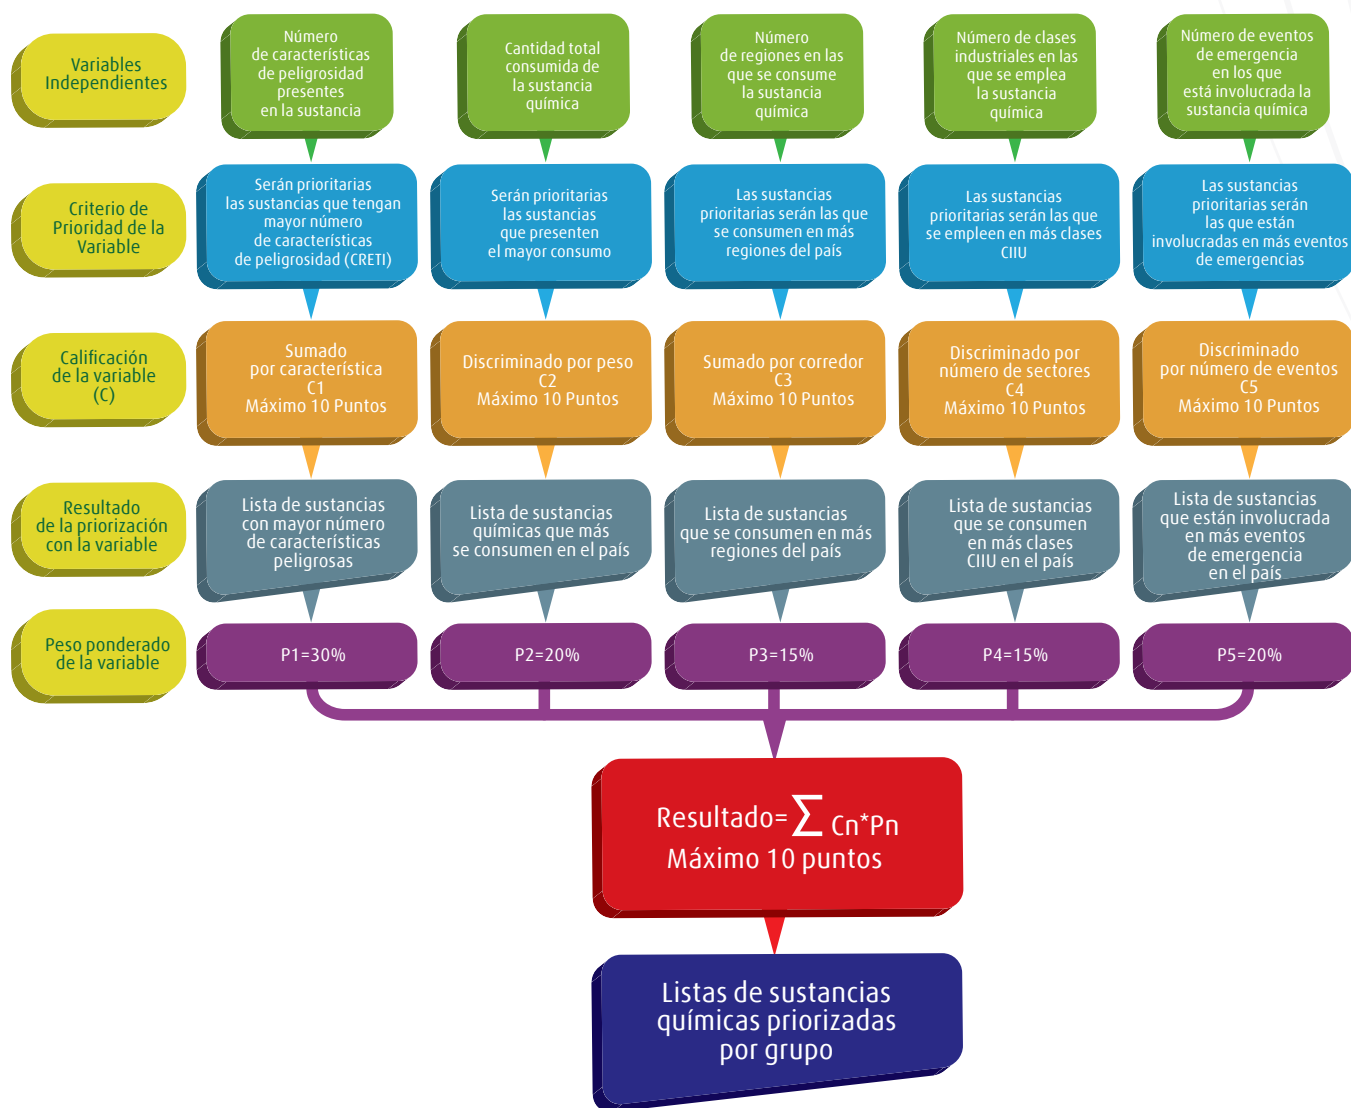 Variables
Independientes
Número
de características
de peligrosidad
presentes
en la sustancia
Cantidad total
consumida de
la sustancia
química
Número
de regiones en las
que se consume
la sustancia
química
Número de clases
industriales en las
que se emplea
la sustancia
química
Número de eventos
de emergencia
en los que
está involucrada la
sustancia química
Criterio de
Prioridad de la
Variable
Serán prioritarias
las sustancias que tengan
mayor número
de características
de peligrosidad (CRETI)
Serán prioritarias
las sustancias
que presenten
el mayor consumo
Las sustancias
prioritarias serán las que
se consumen en más
regiones del país
Las sustancias
prioritarias serán las que
se empleen en más clases
CIIU
Las sustancias
prioritarias serán
las que están
involucradas en más eventos
de emergencias
Calificación
de la variable
(C)
Sumado
por característica
C1
Máximo 10 Puntos
Discriminado por peso
C2
Máximo 10 Puntos
Sumado por corredor
C3
Máximo 10 Puntos
Discriminado por
número de sectores
C4
Máximo 10 Puntos
Discriminado
por número de eventos
C5
Máximo 10 Puntos
Resultado
de la priorización
con la variable
Lista de sustancias
con mayor número
de características
peligrosas
Lista de sustancias
químicas que más
se consumen en el país
Lista de sustancias
que se consumen en más
regiones del país
Lista de sustancias
que se consumen
en más clases
CIIU en el país
Lista de sustancias
que están involucrada
en más eventos
de emergencia
en el país
Peso ponderado
de la variable
P1=30%
P2=20%
P3=15%
P4=15%
P5=20%
Resultado=∑ Cn*Pn
Máximo 10 puntos
Listas de sustancias
químicas priorizadas
por grupo